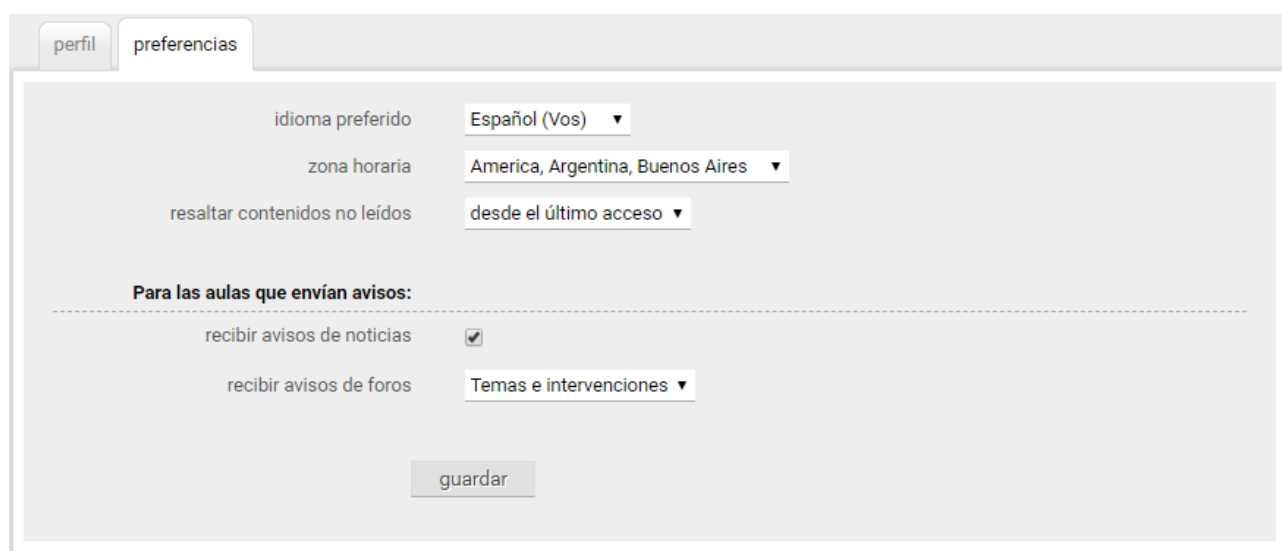 perfil preferencias
idioma preferido Español (Vos)
zona horaria America, Argentina, Buenos Aires
resaltar contenidos no leídos desde el último acceso
Para las aulas que envían avisos:
recibir avisos de noticias
recibir avisos de foros Temas e intervenciones
guardar